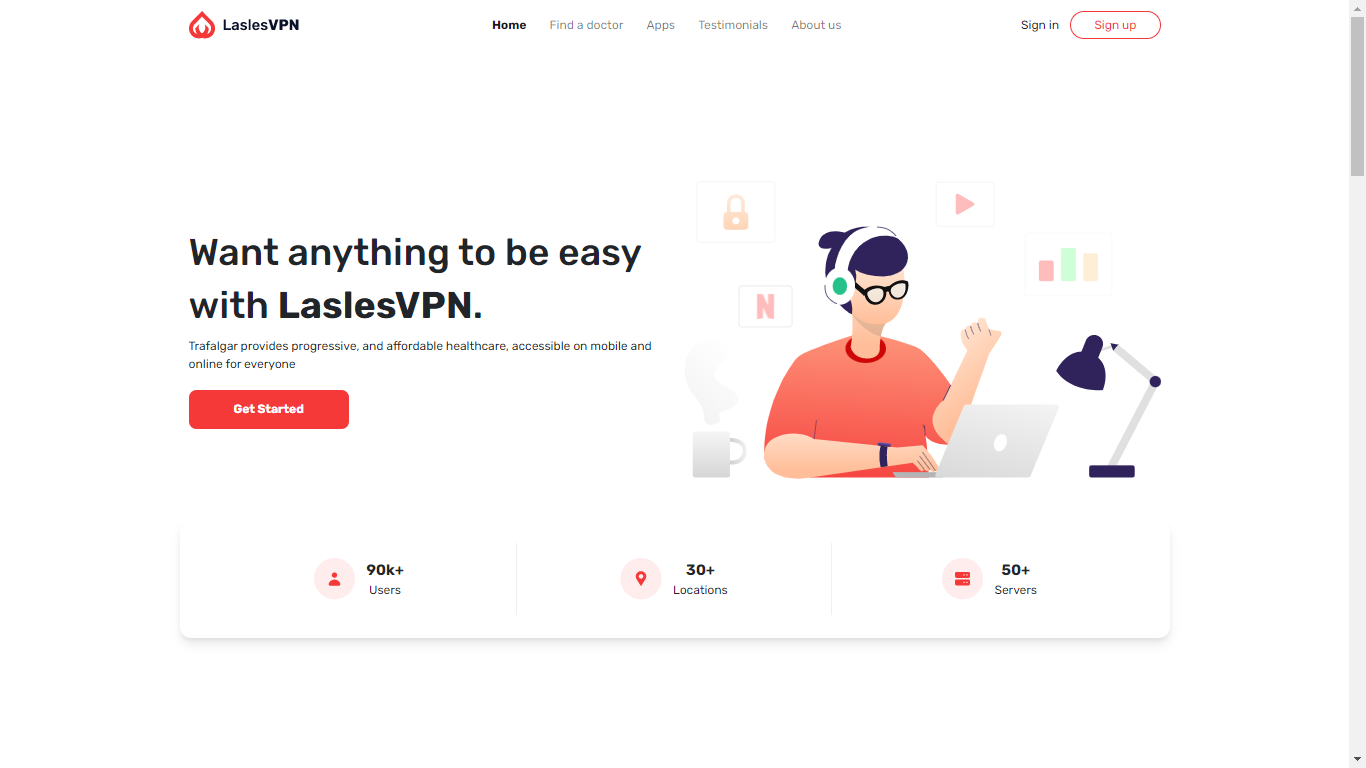 LaslesVPN
Home
Find a doctor
Apps
Testimonials
About us
Sign in
Sign up
Want anything to be easy
with LaslesVPN.
Trafalgar provides progressive, and affordable healthcare, accessible on mobile and
online for everyone
Get Started
N
90k+
Users
30+
Locations
50+
Servers